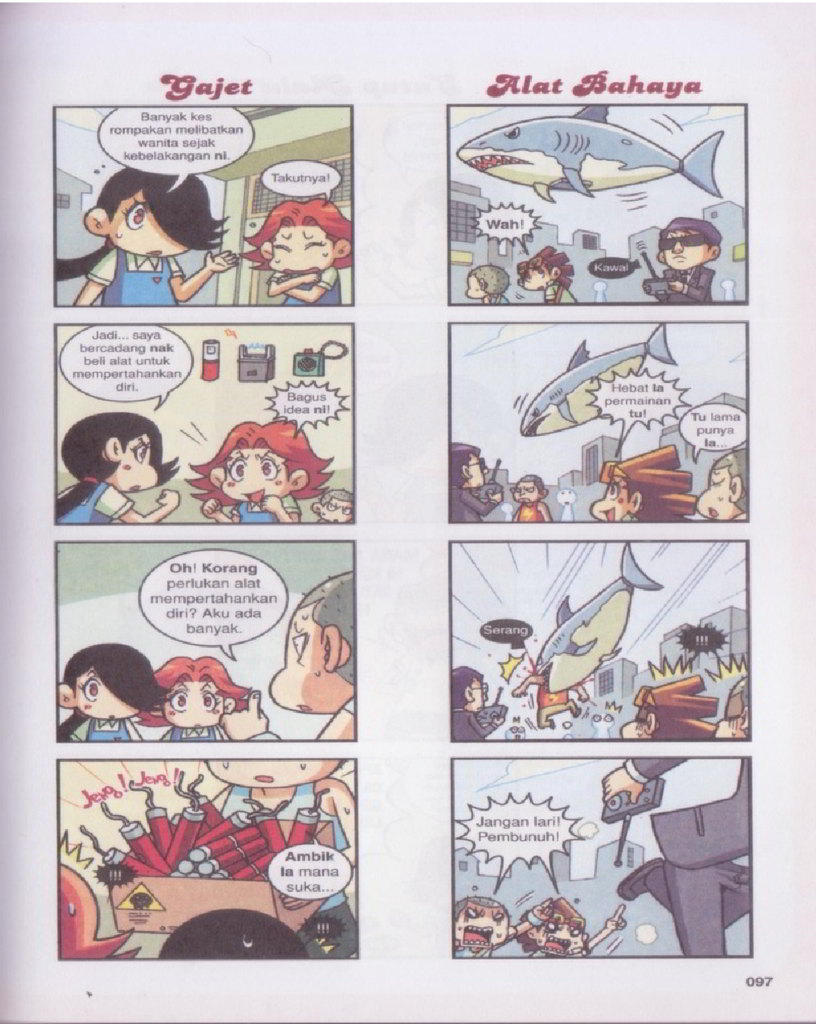 Gajet
Banyak kes
rompakan melibatkan
wanita sejak
kebelakangan ni.
Takutnya!
Jadi... saya
bercadang nak
beli alat untuk
mempertahankan
diri.
Bagus
idea ni!
Oh! Korang
perlukan alat
mempertahankan
diri? Aku ada
banyak.
Jeng! Jeng!
!!!
Ambik
la mana
suka...
!!!
Alat Bahaya
Wah!
Kawal
Hebat la
permainan
tu!
Tu lama
punya
la...
Serang
!!!
Jangan lari!
Pembunuh!
097